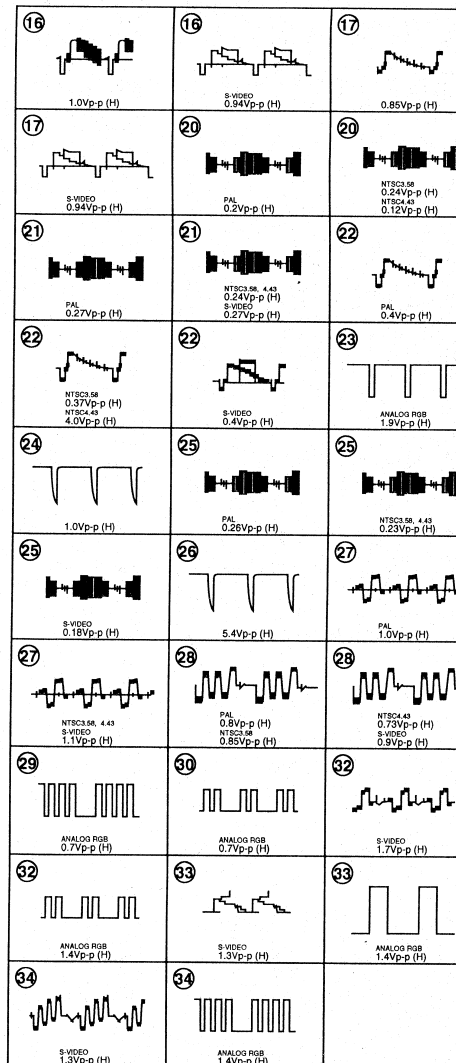 16
1.0Vp-p (H)
16
S-VIDEO
0.94Vp-p (H)
17
0.85Vp-p (H)
17
S-VIDEO
0.94Vp-p (H)
20
PAL
0.2Vp-p (H)
20
NTSC3.58
0.24Vp-p (H)
NTSC4.43
0.12Vp-p (H)
21
PAL
0.27Vp-p (H)
21
NTSC3.58, 4.43
0.24Vp-p (H)
S-VIDEO
0.27Vp-p (H)
22
PAL
0.4Vp-p (H)
22
NTSC3.58
0.37Vp-p (H)
NTSC4.43
4.0Vp-p (H)
22
S-VIDEO
0.4Vp-p (H)
23
ANALOG RGB
1.9Vp-p (H)
24
1.0Vp-p (H)
25
PAL
0.26Vp-p (H)
25
NTSC3.58, 4.43
0.23Vp-p (H)
25
S-VIDEO
0.18Vp-p (H)
26
5.4Vp-p (H)
27
PAL
1.0Vp-p (H)
27
NTSC3.58, 4.43
S-VIDEO
1.1Vp-p (H)
28
PAL
0.8Vp-p (H)
NTSC3.58
0.85Vp-p (H)
28
NTSC4.43
0.73Vp-p (H)
S-VIDEO
0.9Vp-p (H)
29
ANALOG RGB
0.7Vp-p (H)
30
ANALOG RGB
0.7Vp-p (H)
32
S-VIDEO
1.7Vp-p (H)
32
ANALOG RGB
1.4Vp-p (H)
33
S-VIDEO
1.3Vp-p (H)
33
ANALOG RGB
1.4Vp-p (H)
34
S-VIDEO
1.3Vp-p (H)
34
ANALOG RGB
1.4Vp-p (H)